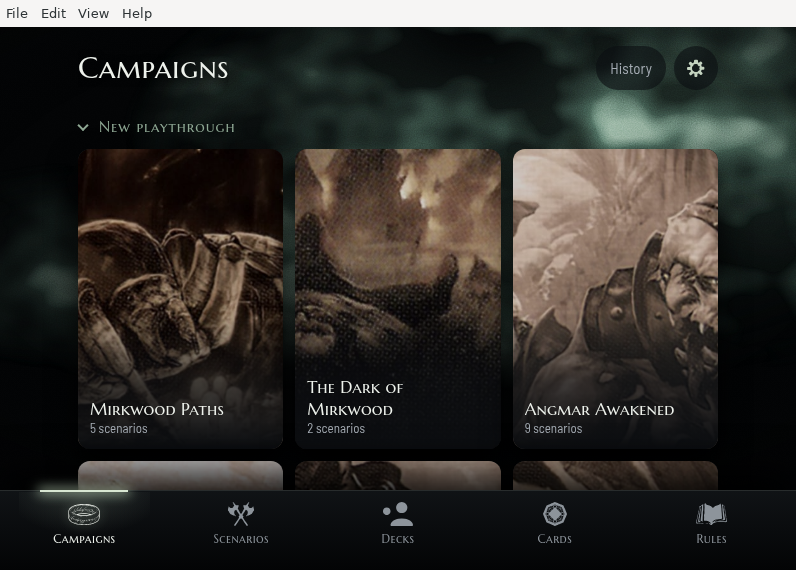 File Edit View Help
Campaigns
History
New playthrough
Mirkwood Paths
5 scenarios
The Dark of
Mirkwood
2 scenarios
Angmar Awakened
9 scenarios
Campaigns
Scenarios
Decks
Cards
Rules